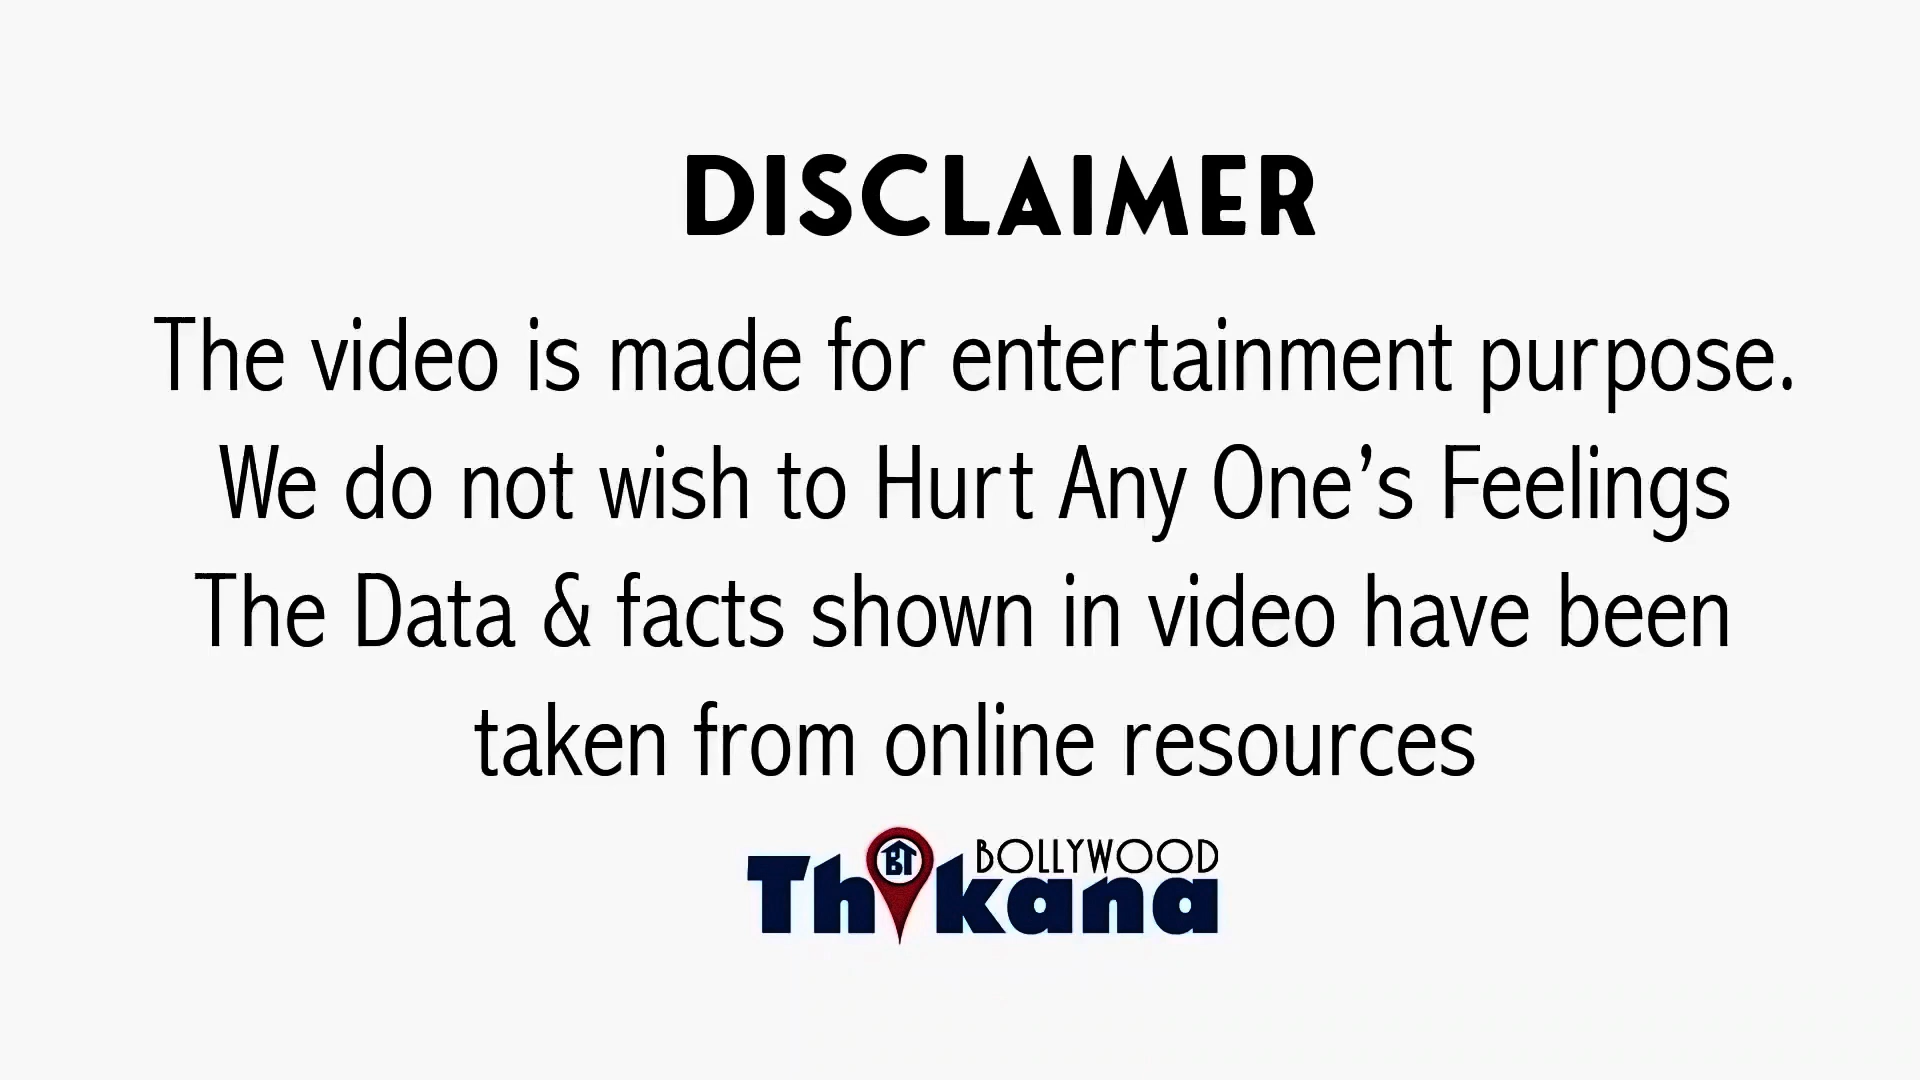 DISCLAIMER
The video is made for entertainment purpose.
We do not wish to Hurt Any One’s Feelings
The Data & facts shown in video have been
taken from online resources
BOLLYWOOD
BT
Thikana